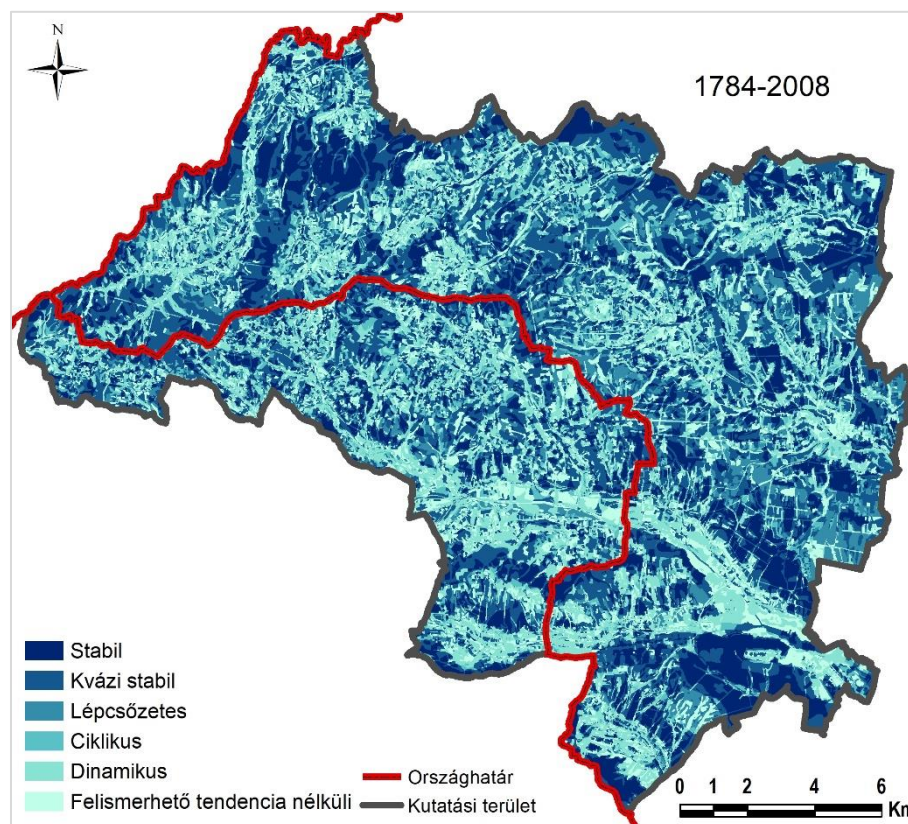 N
1784-2008
Stabil
Kvázi stabil
Lépcsőzetes
Ciklikus
Dinamikus
Felismerhető tendencia nélküli
Országhatár
Kutatási terület
0 1 2 4 6
Km